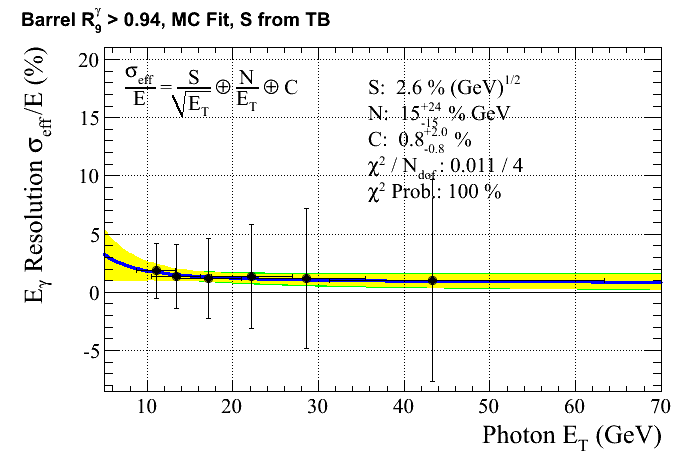 Barrel R₉^γ > 0.94, MC Fit, S from TB
σ_eff/E = S/√E_T ⊕ N/E_T ⊕ C
S: 2.6 % (GeV)^1/2
N: 15 +24 -15 % GeV
C: 0.8 +2.0 -0.8 %
χ² / N_dof : 0.011 / 4
χ² Prob.: 100 %
E_γ Resolution σ_eff/E (%)
20
15
10
5
0
-5
10 20 30 40 50 60 70
Photon E_T (GeV)